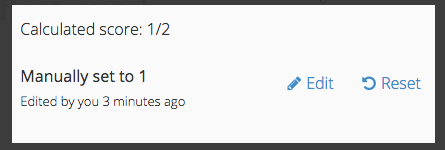 Calculated score: 1/2
Manually set to 1
Edit
Reset
Edited by you 3 minutes ago